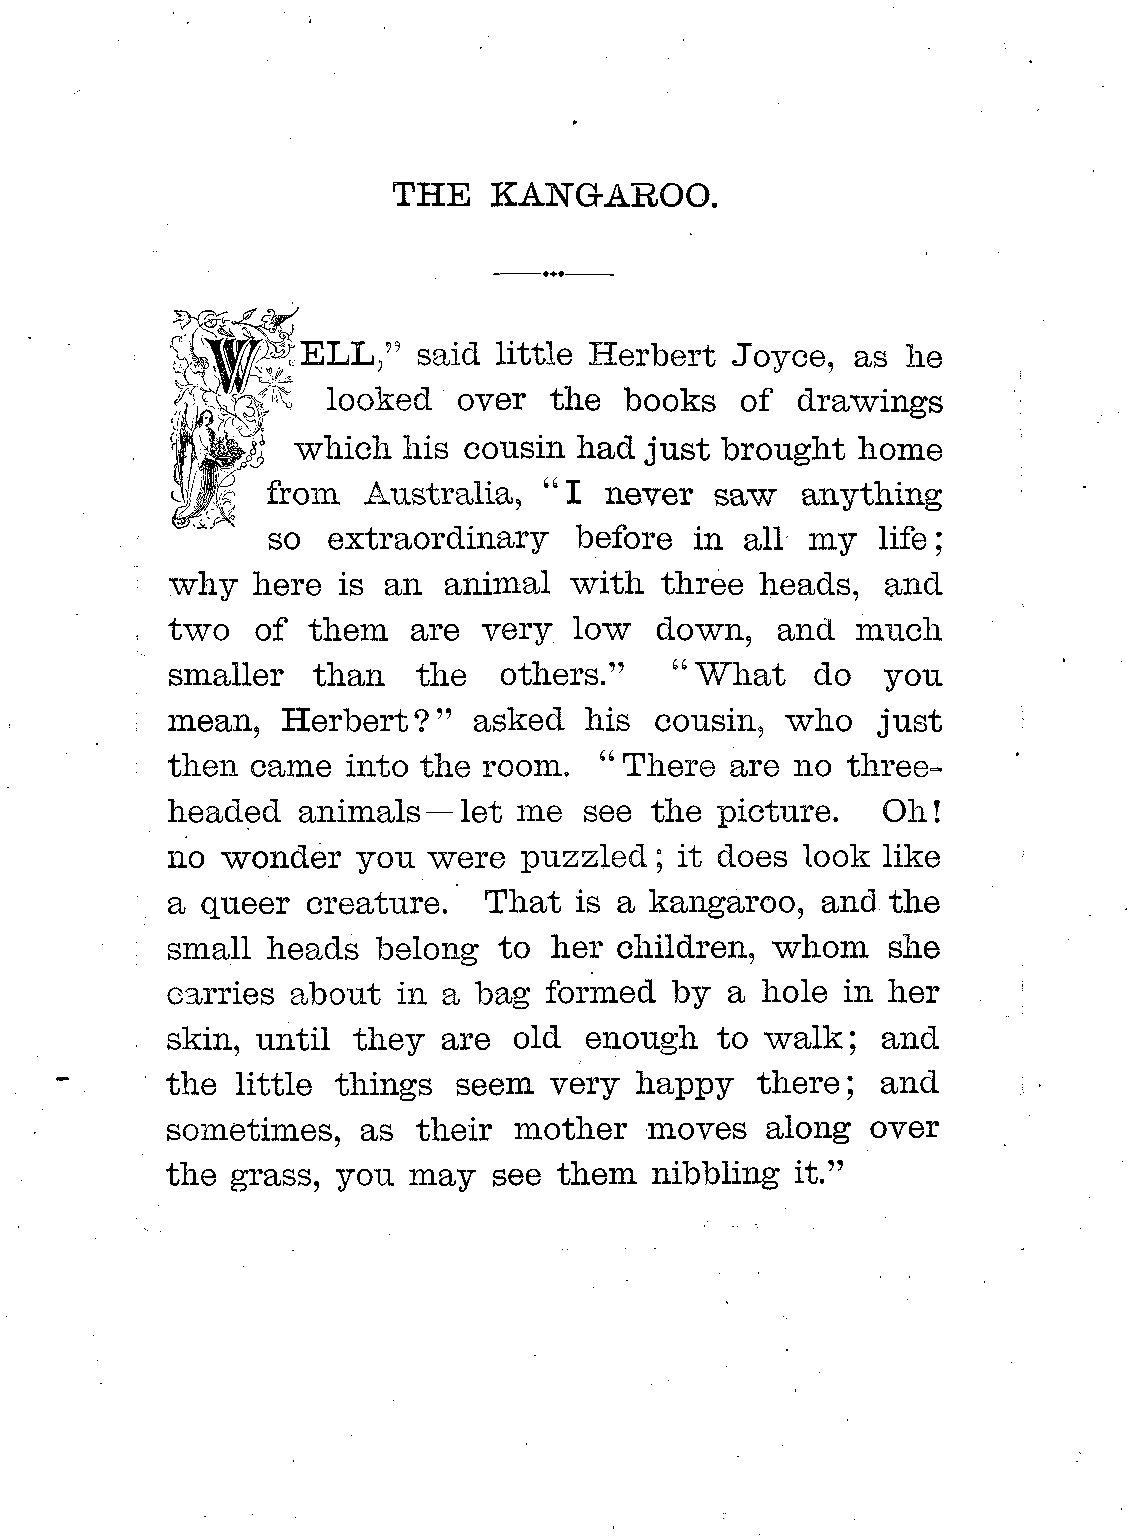 THE KANGAROO.
WELL,” said little Herbert Joyce, as he
looked over the books of drawings
which his cousin had just brought home
from Australia, “I never saw anything
so extraordinary before in all my life;
why here is an animal with three heads, and
two of them are very low down, and much
smaller than the others.” “What do you
mean, Herbert?” asked his cousin, who just
then came into the room. “There are no three-
headed animals—let me see the picture. Oh!
no wonder you were puzzled; it does look like
a queer creature. That is a kangaroo, and the
small heads belong to her children, whom she
carries about in a bag formed by a hole in her
skin, until they are old enough to walk; and
the little things seem very happy there; and
sometimes, as their mother moves along over
the grass, you may see them nibbling it.”